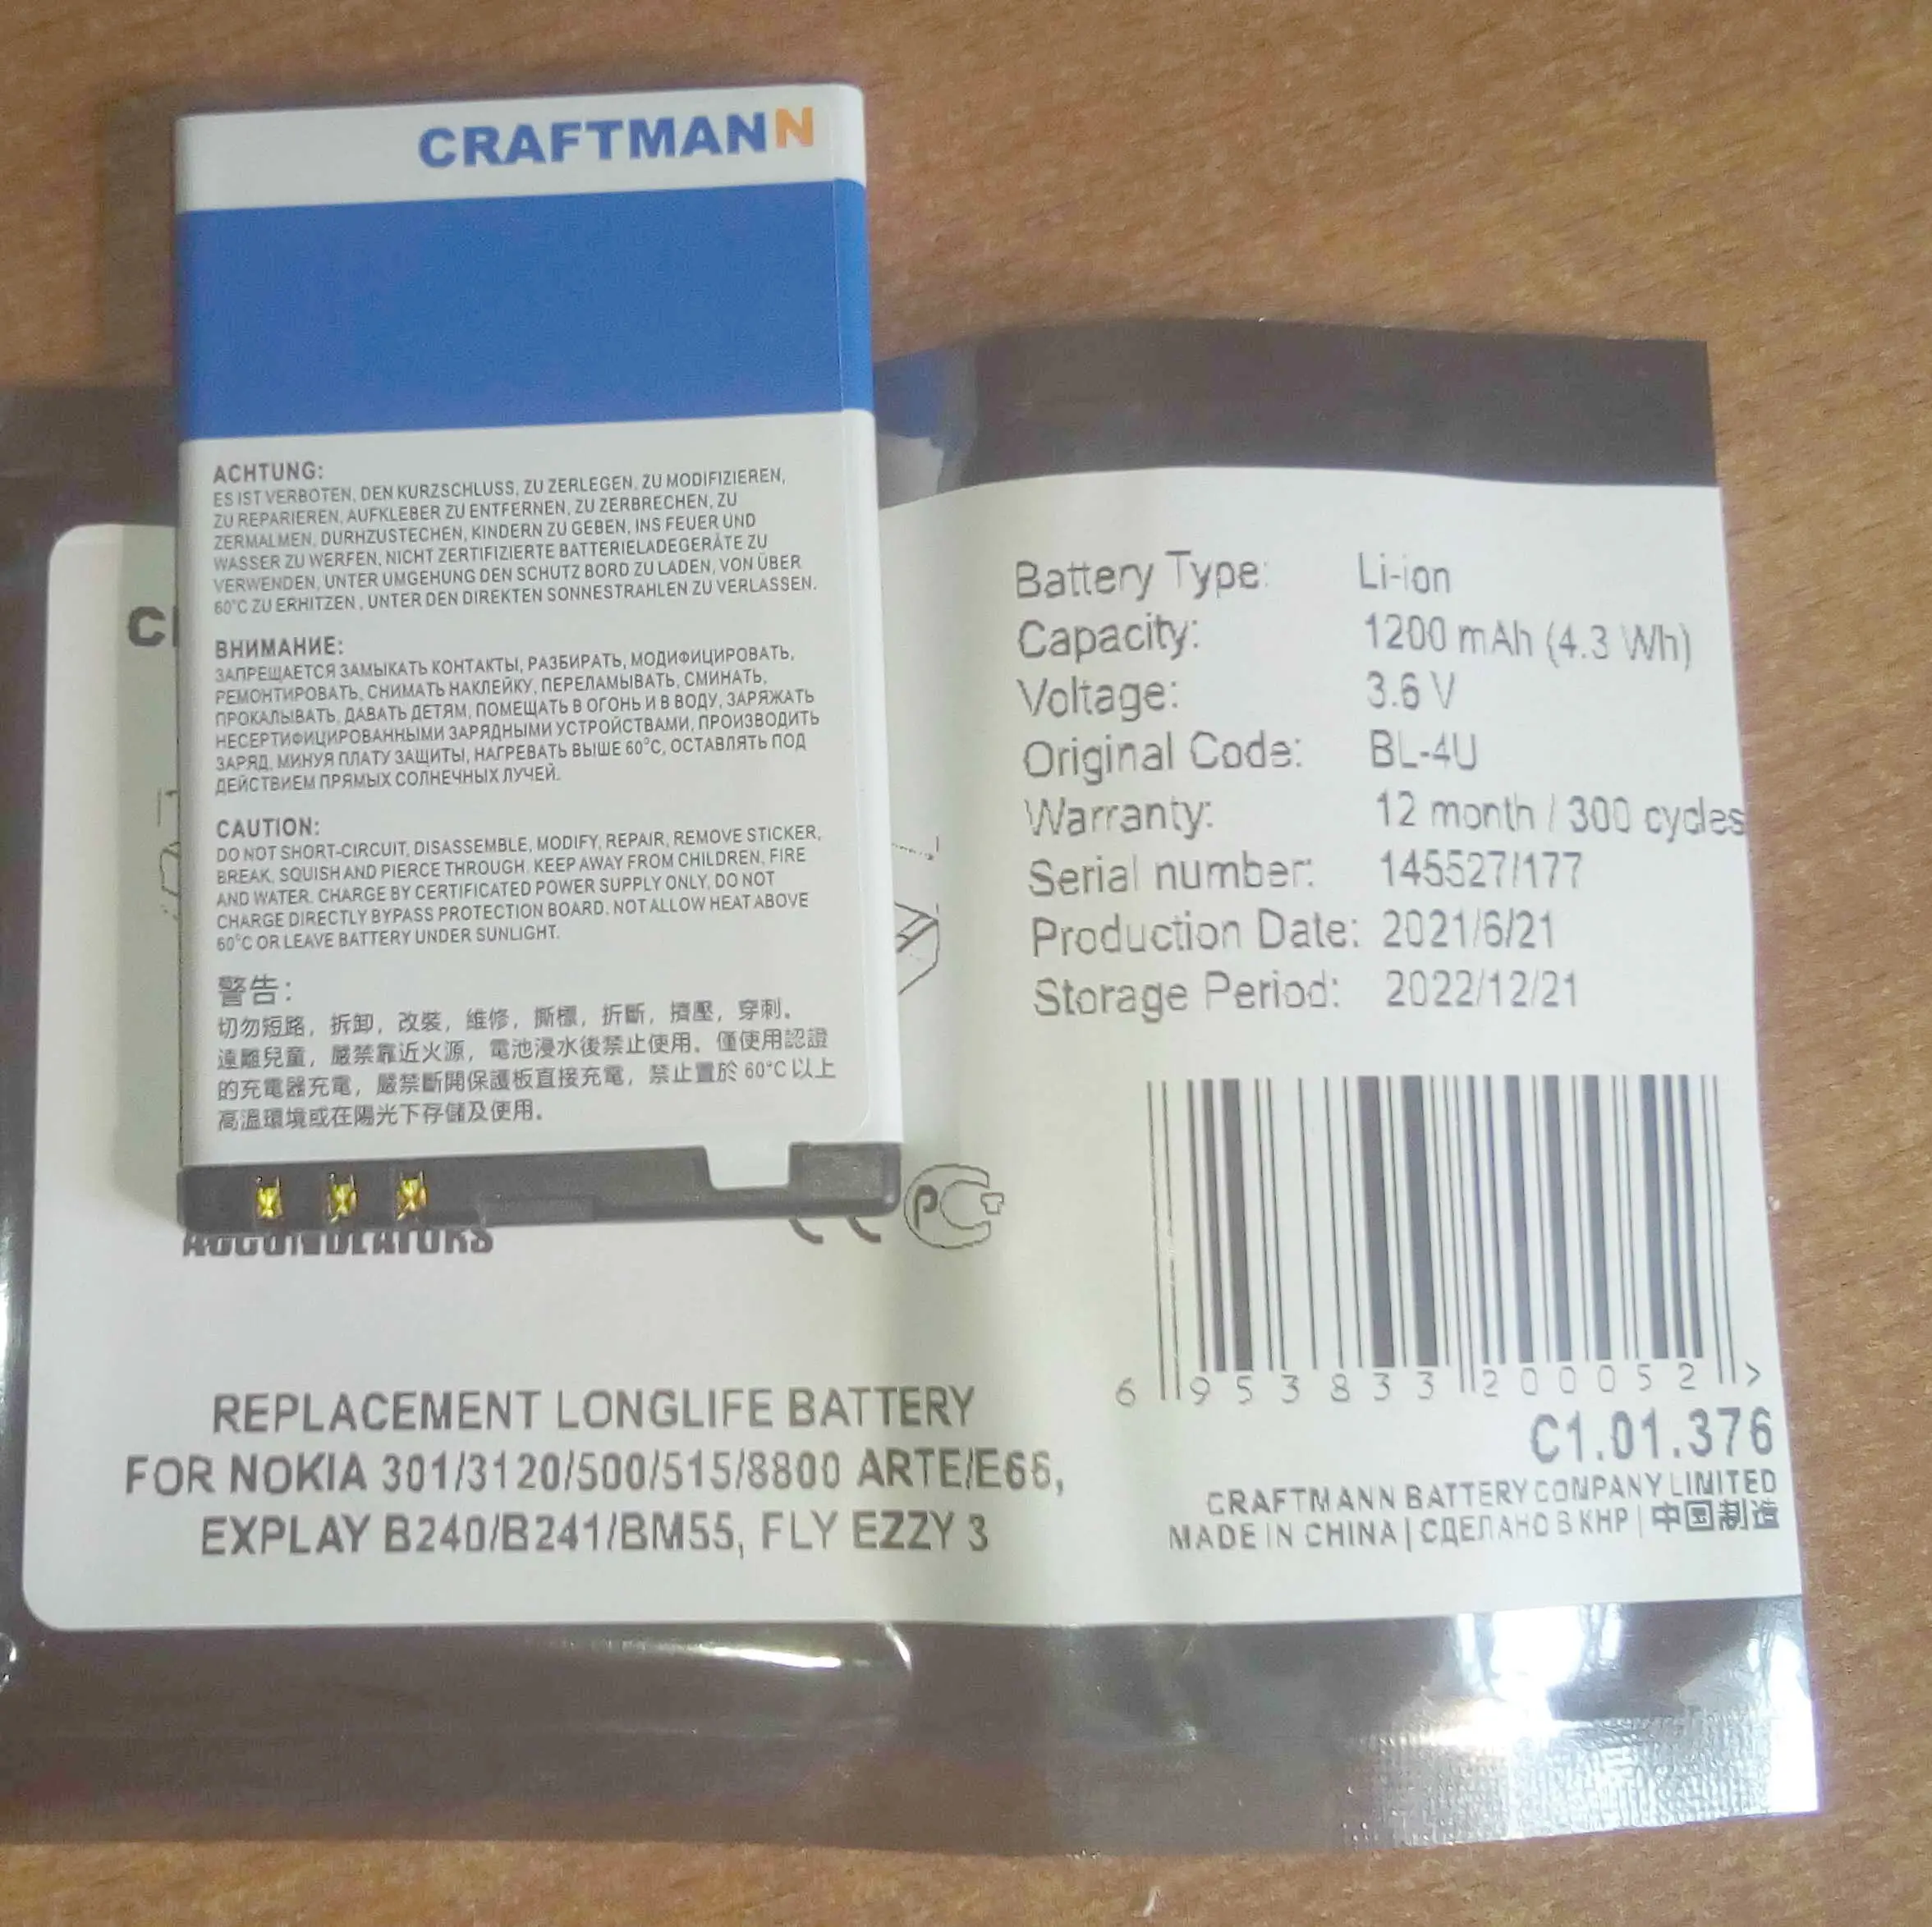 CRAFTMANN
ACHTUNG:
ES IST VERBOTEN, DEN KURZSCHLUSS, ZU ZERLEGEN, ZU MODIFIZIEREN,
ZU REPARIEREN, AUFKLEBER ZU ENTFERNEN, ZU ZERBRECHEN, ZU
ZERMALMEN, DURHZUSTECHEN, KINDERN ZU GEBEN, INS FEUER UND
WASSER ZU WERFEN, NICHT ZERTIFIZIERTE BATTERIELADEGERÄTE ZU
VERWENDEN, UNTER UMGEHUNG DEN SCHUTZ BORD ZU LADEN, VON ÜBER
60°C ZU ERHITZEN, UNTER DEN DIREKTEN SONNESTRAHLEN ZU VERLASSEN.
ВНИМАНИЕ:
ЗАПРЕЩАЕТСЯ ЗАМЫКАТЬ КОНТАКТЫ, РАЗБИРАТЬ, МОДИФИЦИРОВАТЬ,
РЕМОНТИРОВАТЬ, СНИМАТЬ НАКЛЕЙКУ, ПЕРЕЛАМЫВАТЬ, СМИНАТЬ,
ПРОКАЛЫВАТЬ, ДАВАТЬ ДЕТЯМ, ПОМЕЩАТЬ В ОГОНЬ И В ВОДУ, ЗАРЯЖАТЬ
НЕСЕРТИФИЦИРОВАННЫМИ ЗАРЯДНЫМИ УСТРОЙСТВАМИ, ПРОИЗВОДИТЬ
ЗАРЯД, МИНУЯ ПЛАТУ ЗАЩИТЫ, НАГРЕВАТЬ ВЫШЕ 60°C, ОСТАВЛЯТЬ ПОД
ДЕЙСТВИЕМ ПРЯМЫХ СОЛНЕЧНЫХ ЛУЧЕЙ.
CAUTION:
DO NOT SHORT-CIRCUIT, DISASSEMBLE, MODIFY, REPAIR, REMOVE STICKER,
BREAK, SQUISH AND PIERCE THROUGH. KEEP AWAY FROM CHILDREN, FIRE
AND WATER. CHARGE BY CERTIFICATED POWER SUPPLY ONLY. DO NOT
CHARGE DIRECTLY BYPASS PROTECTION BOARD. NOT ALLOW HEAT ABOVE
60°C OR LEAVE BATTERY UNDER SUNLIGHT.
警告：
切勿短路，拆卸，改裝，維修，撕標，折斷，擠壓，穿刺。
遠離兒童，嚴禁靠近火源，電池浸水後禁止使用。僅使用認證
的充電器充電，嚴禁斷開保護板直接充電，禁止置於 60°C 以上
高溫環境或在陽光下存儲及使用。
ACCUMULATORS
REPLACEMENT LONGLIFE BATTERY
FOR NOKIA 301/3120/500/515/8800 ARTE/E66,
EXPLAY B240/B241/BM55, FLY EZZY 3
Battery Type: Li-ion
Capacity: 1200 mAh (4.3 Wh)
Voltage: 3.6 V
Original Code: BL-4U
Warranty: 12 month / 300 cycles
Serial number: 145527/177
Production Date: 2021/6/21
Storage Period: 2022/12/21
6 953833 200052 >
C1.01.376
CRAFTMANN BATTERY COMPANY LIMITED
MADE IN CHINA | СДЕЛАНО В КНР | 中国制造